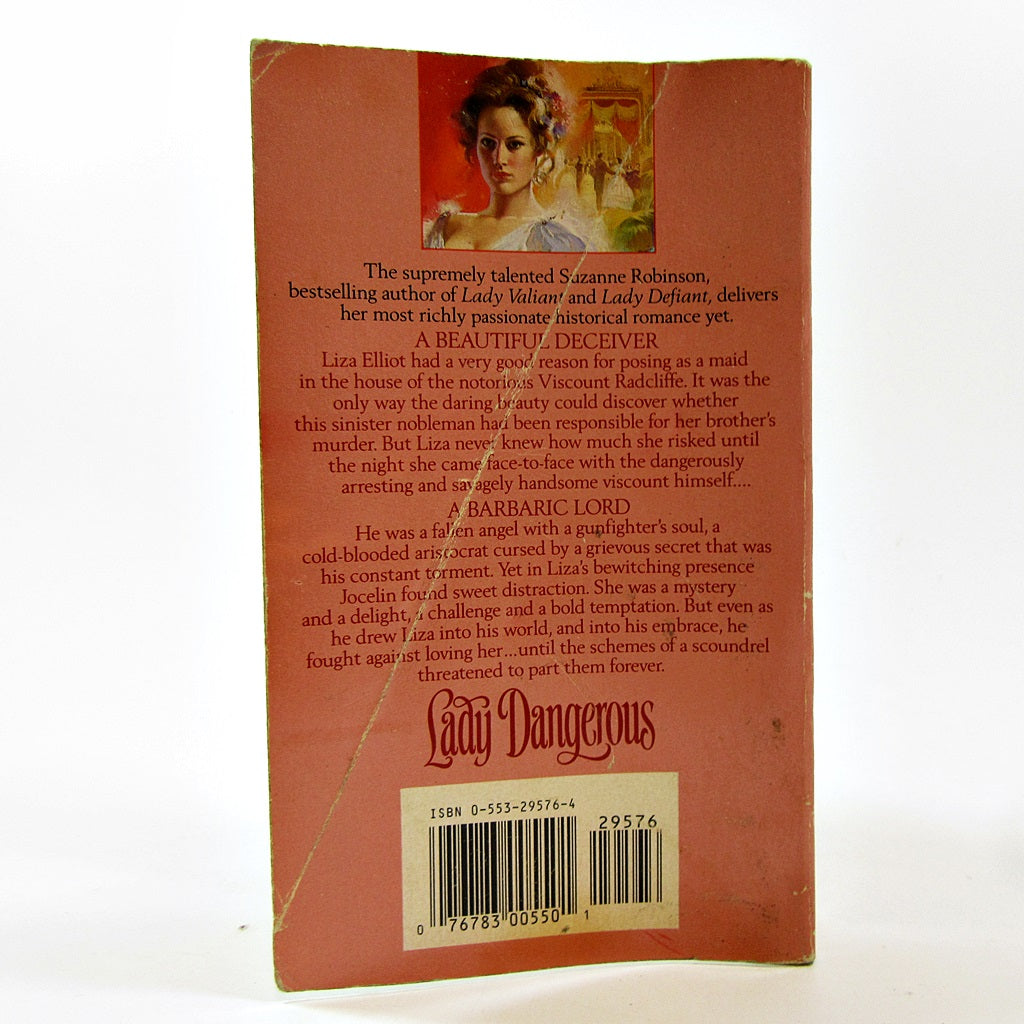 The supremely talented Suzanne Robinson,
bestselling author of Lady Valiant and Lady Defiant, delivers
her most richly passionate historical romance yet.
A BEAUTIFUL DECEIVER
Liza Elliot had a very good reason for posing as a maid
in the house of the notorious Viscount Radcliffe. It was the
only way the daring beauty could discover whether
this sinister nobleman had been responsible for her brother's
murder. But Liza never knew how much she risked until
the night she came face-to-face with the dangerously
arresting and savagely handsome viscount himself....
A BARBARIC LORD
He was a fallen angel with a gunfighter's soul, a
cold-blooded aristocrat cursed by a grievous secret that was
his constant torment. Yet in Liza's bewitching presence
Jocelin found sweet distraction. She was a mystery
and a delight, a challenge and a bold temptation. But even as
he drew Liza into his world, and into his embrace, he
fought against loving her...until the schemes of a scoundrel
threatened to part them forever.
Lady Dangerous
ISBN 0-553-29576-4
29576
0 76783 00550 1